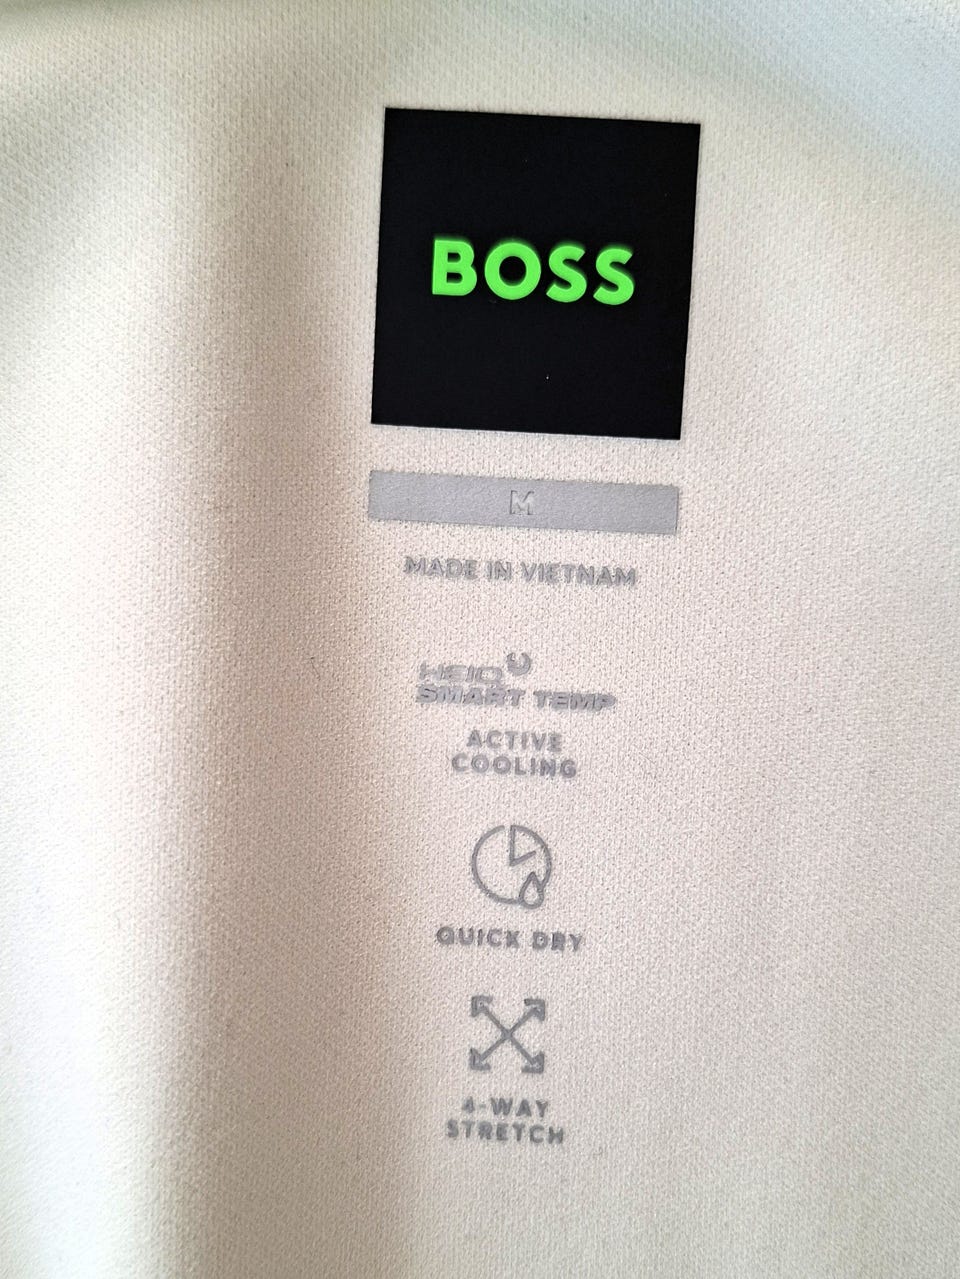 BOSS
M
MADE IN VIETNAM
HEIQ
SMART TEMP
ACTIVE
COOLING
QUICK DRY
4-WAY
STRETCH